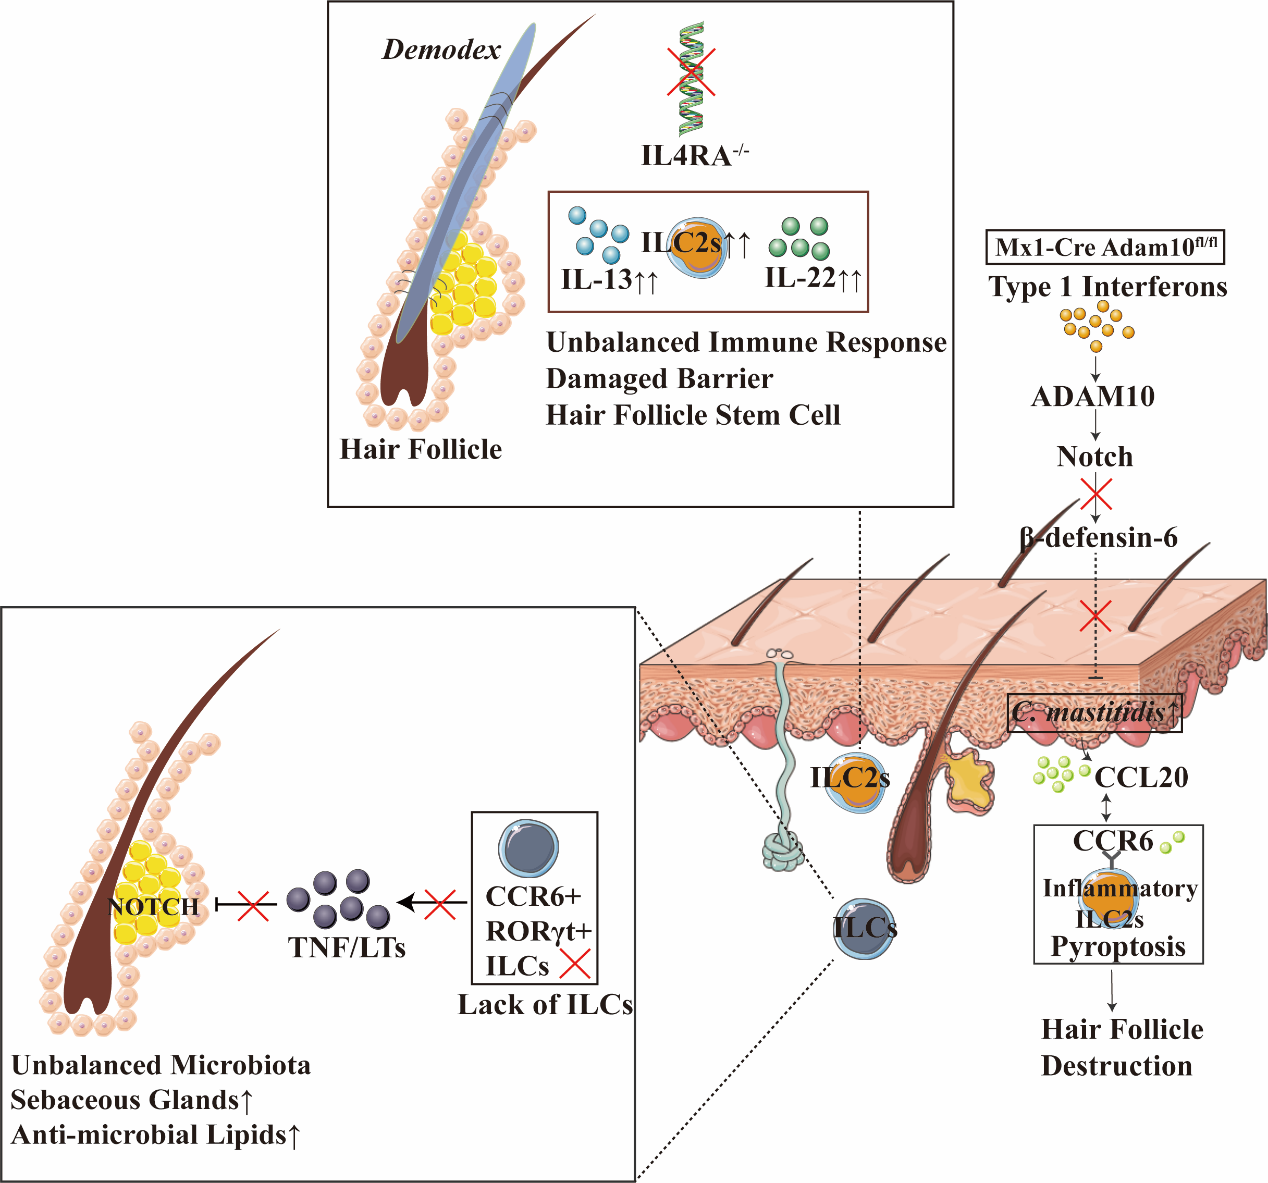 Demodex
IL4RA-/-
ILC2s↑↑
IL-13↑↑
IL-22↑↑
Unbalanced Immune Response
Damaged Barrier
Hair Follicle Stem Cell
Hair Follicle
Mx1-Cre Adam10fl/fl
Type 1 Interferons
ADAM10
Notch
β-defensin-6
C. mastitidis↑
CCL20
CCR6
Inflammatory
ILC2s
Pyroptosis
Hair Follicle
Destruction
ILC2s
ILCs
NOTCH
TNF/LTs
CCR6+
RORγt+
ILCs
Lack of ILCs
Unbalanced Microbiota
Sebaceous Glands↑
Anti-microbial Lipids↑